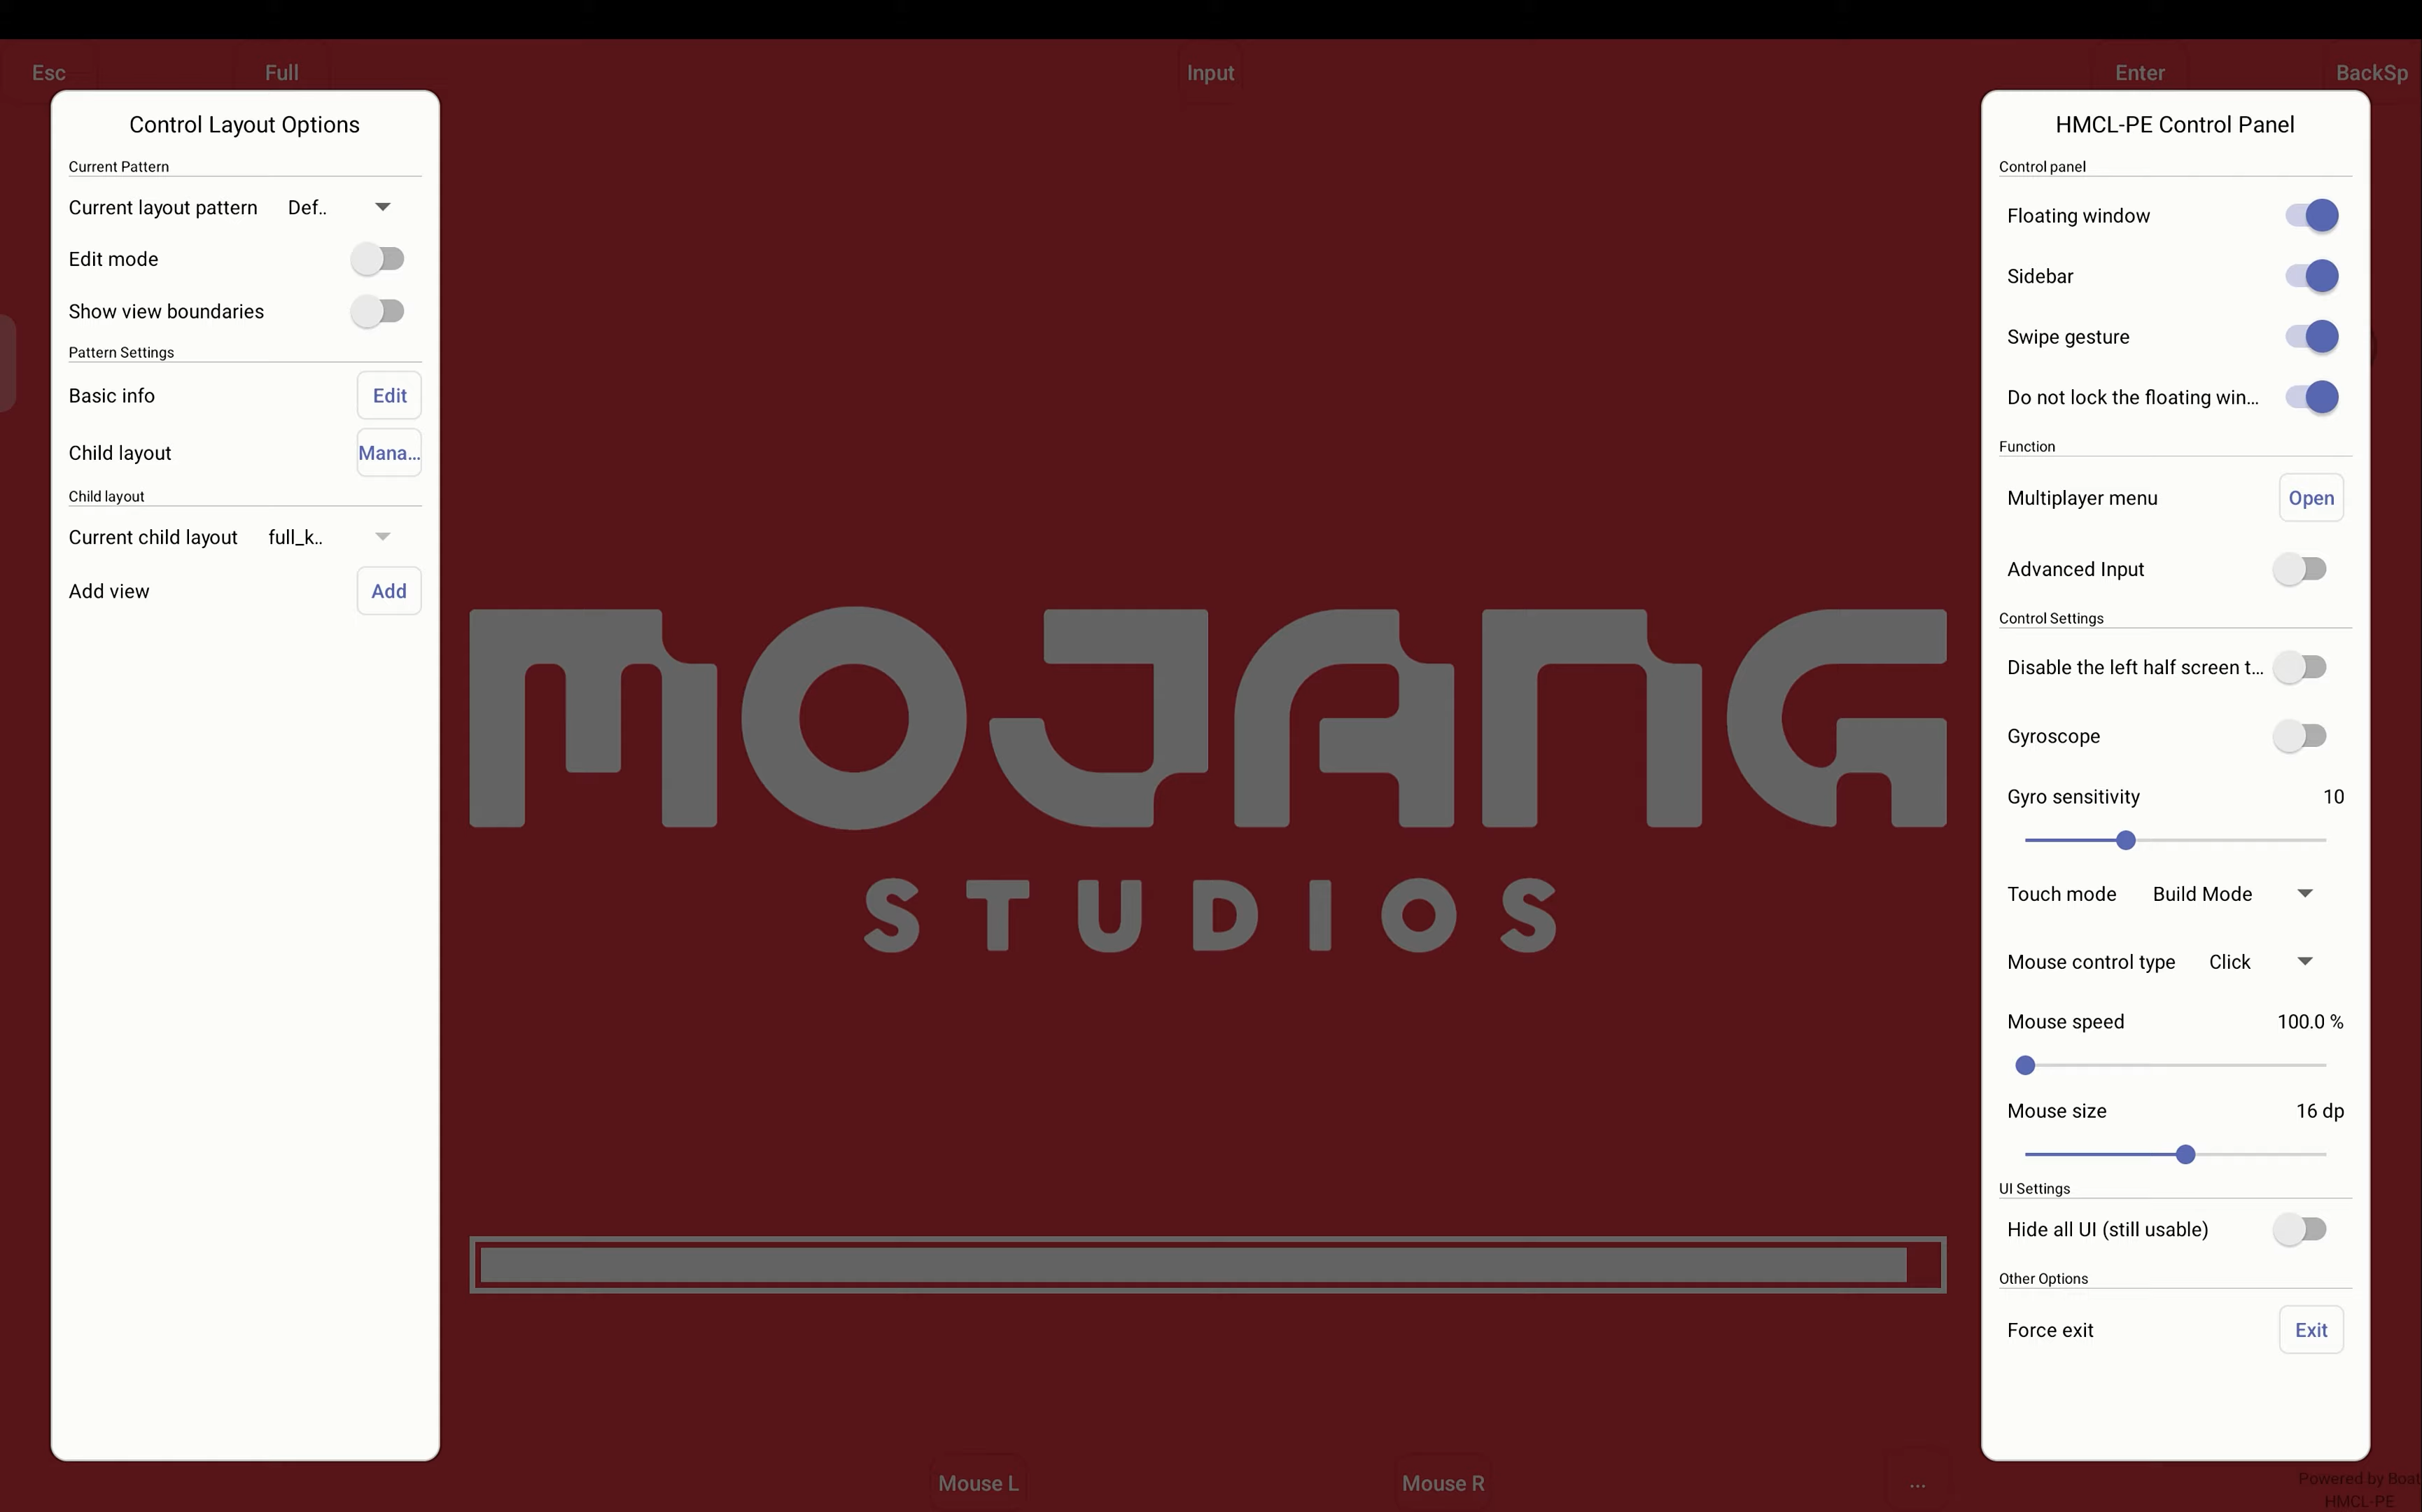 Esc
Full
Input
Enter
BackSp
Control Layout Options
Current Pattern
Current layout pattern Def..
Edit mode
Show view boundaries
Pattern Settings
Basic info Edit
Child layout Mana...
Child layout
Current child layout full_k..
Add view Add
MOJANG
STUDIOS
HMCL-PE Control Panel
Control panel
Floating window
Sidebar
Swipe gesture
Do not lock the floating win...
Function
Multiplayer menu Open
Advanced Input
Control Settings
Disable the left half screen t...
Gyroscope
Gyro sensitivity 10
Touch mode Build Mode
Mouse control type Click
Mouse speed 100.0 %
Mouse size 16 dp
UI Settings
Hide all UI (still usable)
Other Options
Force exit Exit
Mouse L
Mouse R
...
Powered by Boat
HMCL-PE